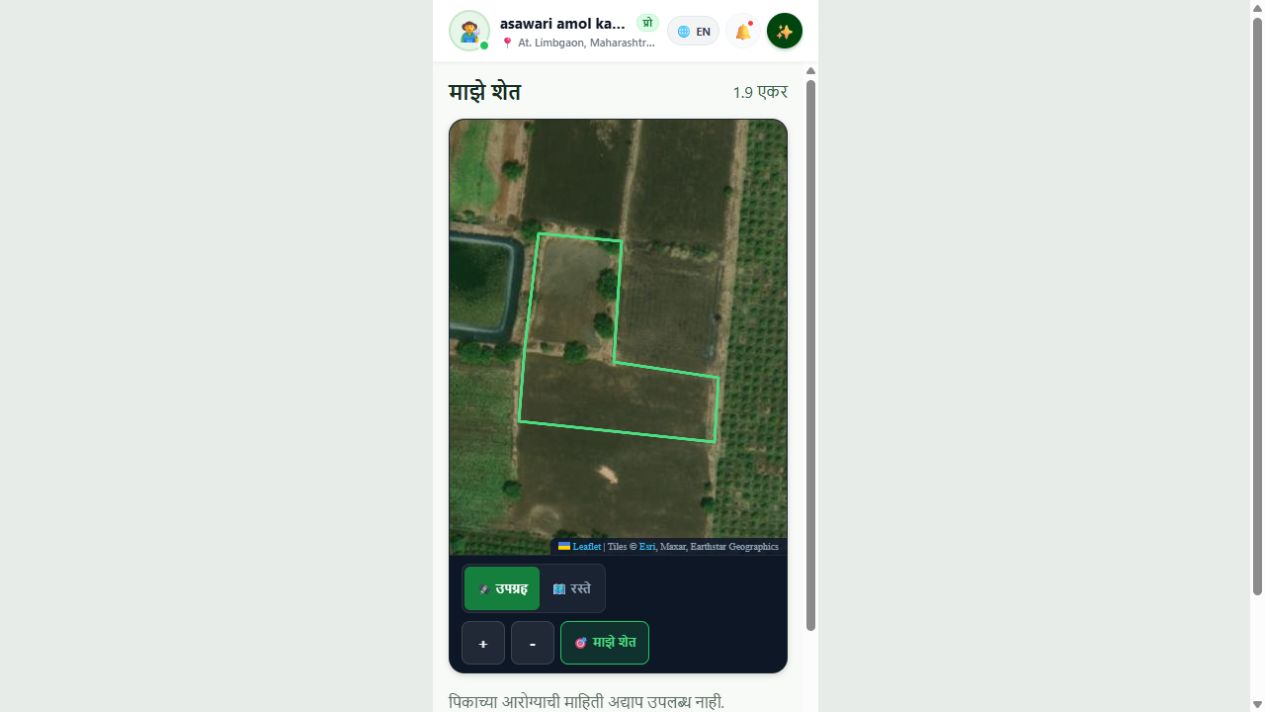 asawari amol ka... प्रो
At. Limbgaon, Maharashtr...
EN
माझे शेत
1.9 एकर
Leaflet | Tiles © Esri, Maxar, Earthstar Geographics
उपग्रह
रस्ते
+
-
माझे शेत
पिकाच्या आरोग्याची माहिती अद्याप उपलब्ध नाही.